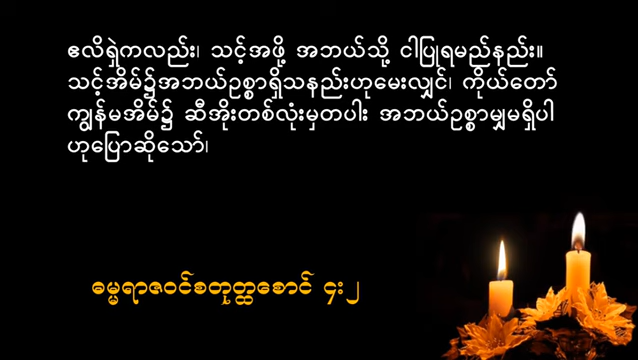 ဧလိရှဲကလည်း၊ သင့်အဖို့ အဘယ်သို့ ငါပြုရမည်နည်း။
သင့်အိမ်၌အဘယ်ဥစ္စာရှိသနည်းဟုမေးလျှင်၊ ကိုယ်တော်
ကျွန်မအိမ်၌ ဆီအိုးတစ်လုံးမှတပါး အဘယ်ဥစ္စာမျှမရှိပါ
ဟုပြောဆိုသော်၊
ဓမ္မရာဇဝင်စတုတ္ထစောင် ၄း၂